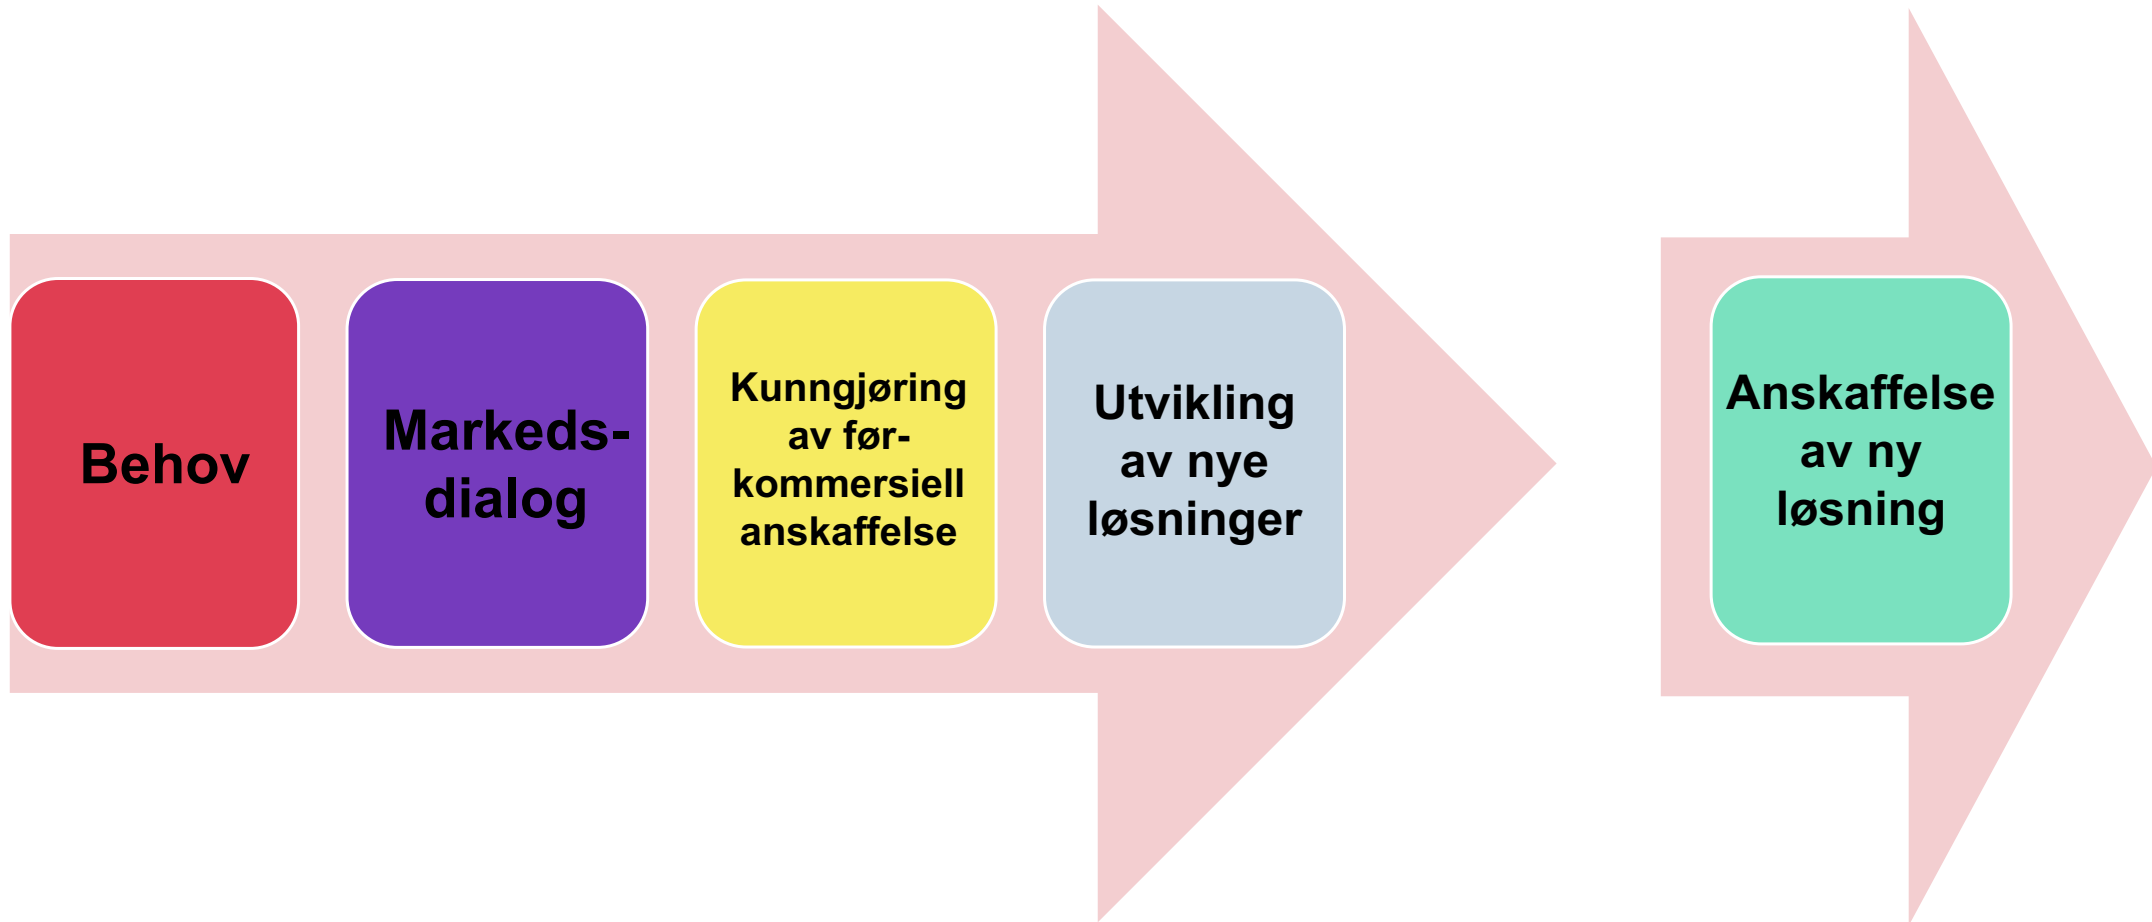 Behov
Markeds-
dialog
Kunngjøring
av før-
kommersiell
anskaffelse
Utvikling
av nye
løsninger
Anskaffelse
av ny
løsning